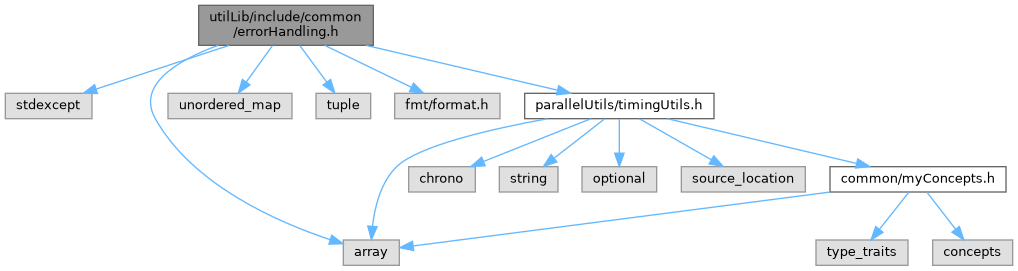 utilLib/include/common
/errorHandling.h
stdexcept
unordered_map
tuple
fmt/format.h
parallelUtils/timingUtils.h
chrono
string
optional
source_location
common/myConcepts.h
array
type_traits
concepts